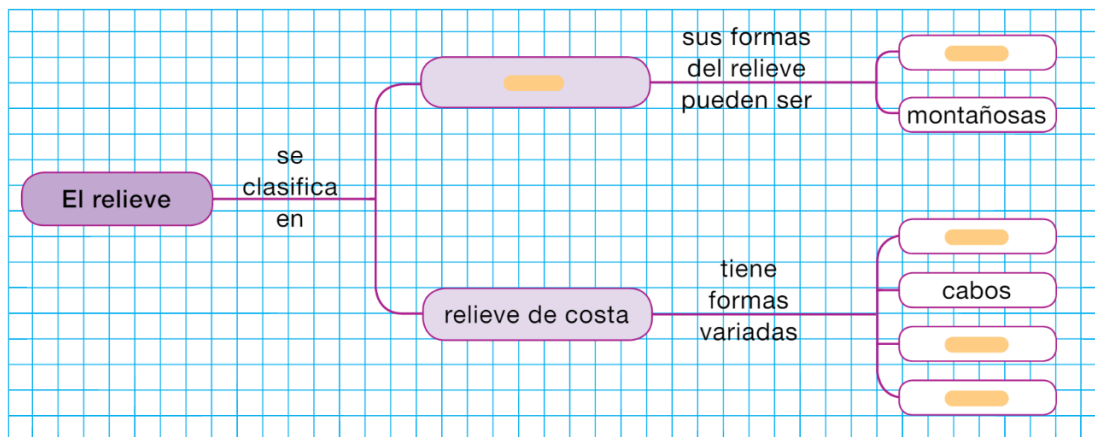 sus formas
del relieve
pueden ser
montañosas
El relieve
se
clasifica
en
relieve de costa
tiene
formas
variadas
cabos